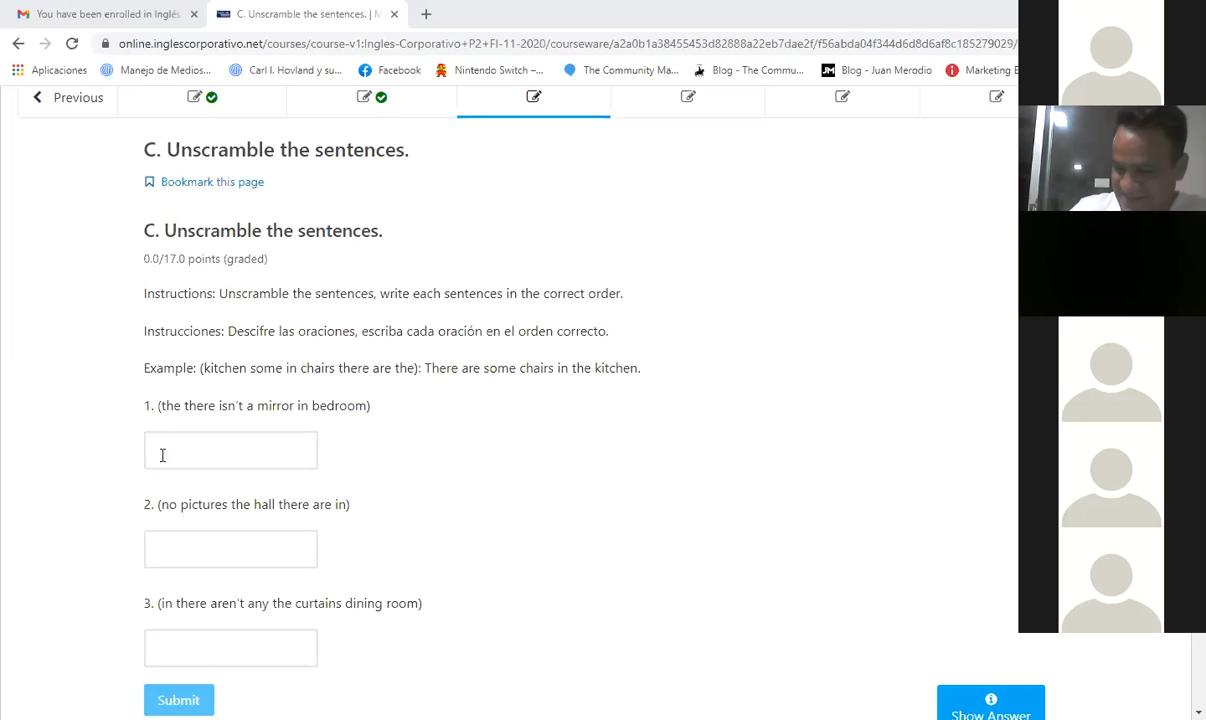 You have been enrolled in Inglés
C. Unscramble the sentences. | M
online.inglescorporativo.net/courses/course-v1:Ingles-Corporativo+P2+FI-11-2020/courseware/a2a0b1a38455453d82888a22eb7dae2f/f56abda04f344d6d8d6af8c185279029/
Aplicaciones
Manejo de Medios...
Carl I. Hovland y su...
Facebook
Nintendo Switch –...
The Community Ma...
Blog - The Commu...
Blog - Juan Merodio
Marketing E
Previous
C. Unscramble the sentences.
Bookmark this page
C. Unscramble the sentences.
0.0/17.0 points (graded)
Instructions: Unscramble the sentences, write each sentences in the correct order.
Instrucciones: Descifre las oraciones, escriba cada oración en el orden correcto.
Example: (kitchen some in chairs there are the): There are some chairs in the kitchen.
1. (the there isn't a mirror in bedroom)
2. (no pictures the hall there are in)
3. (in there aren't any the curtains dining room)
Submit
Show Answer